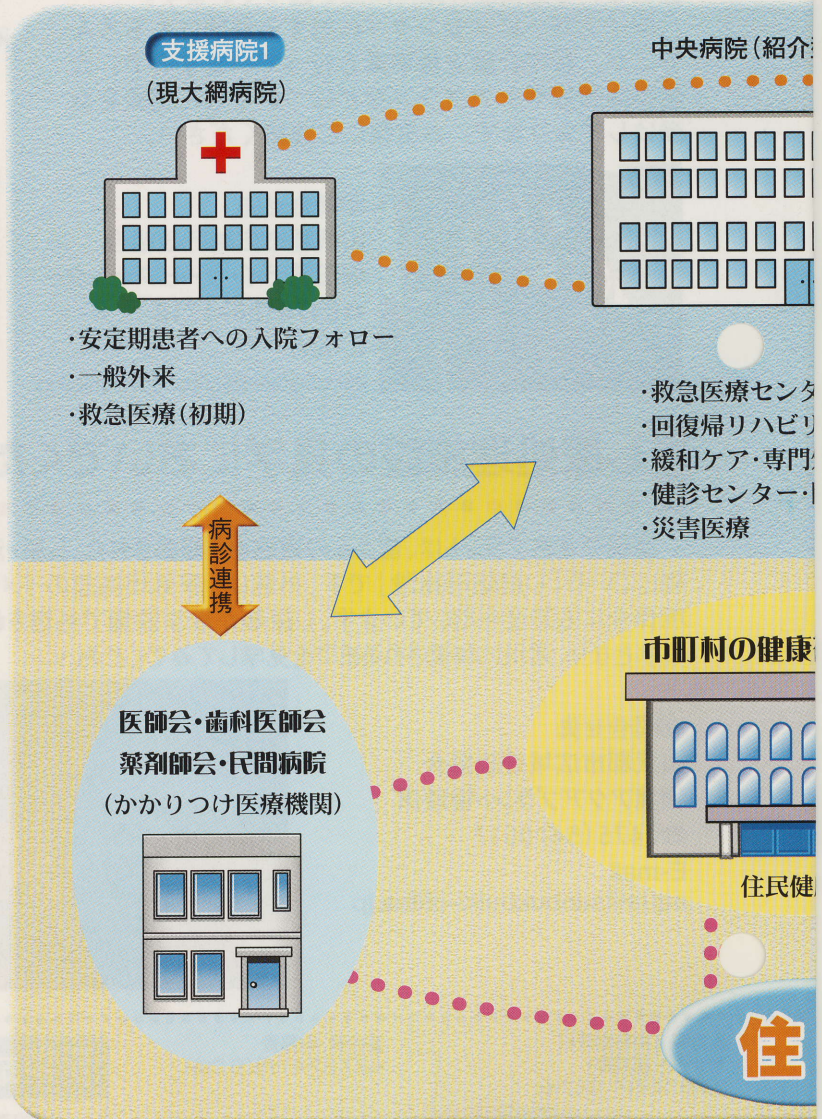 支援病院1
(現大網病院)
・安定期患者への入院フォロー
・一般外来
・救急医療(初期)
中央病院(紹介
・救急医療センタ
・回復帰リハビリ
・緩和ケア・専門
・健診センター・
・災害医療
病診連携
医師会・歯科医師会
薬剤師会・民間病院
(かかりつけ医療機関)
市町村の健康
住民健
住